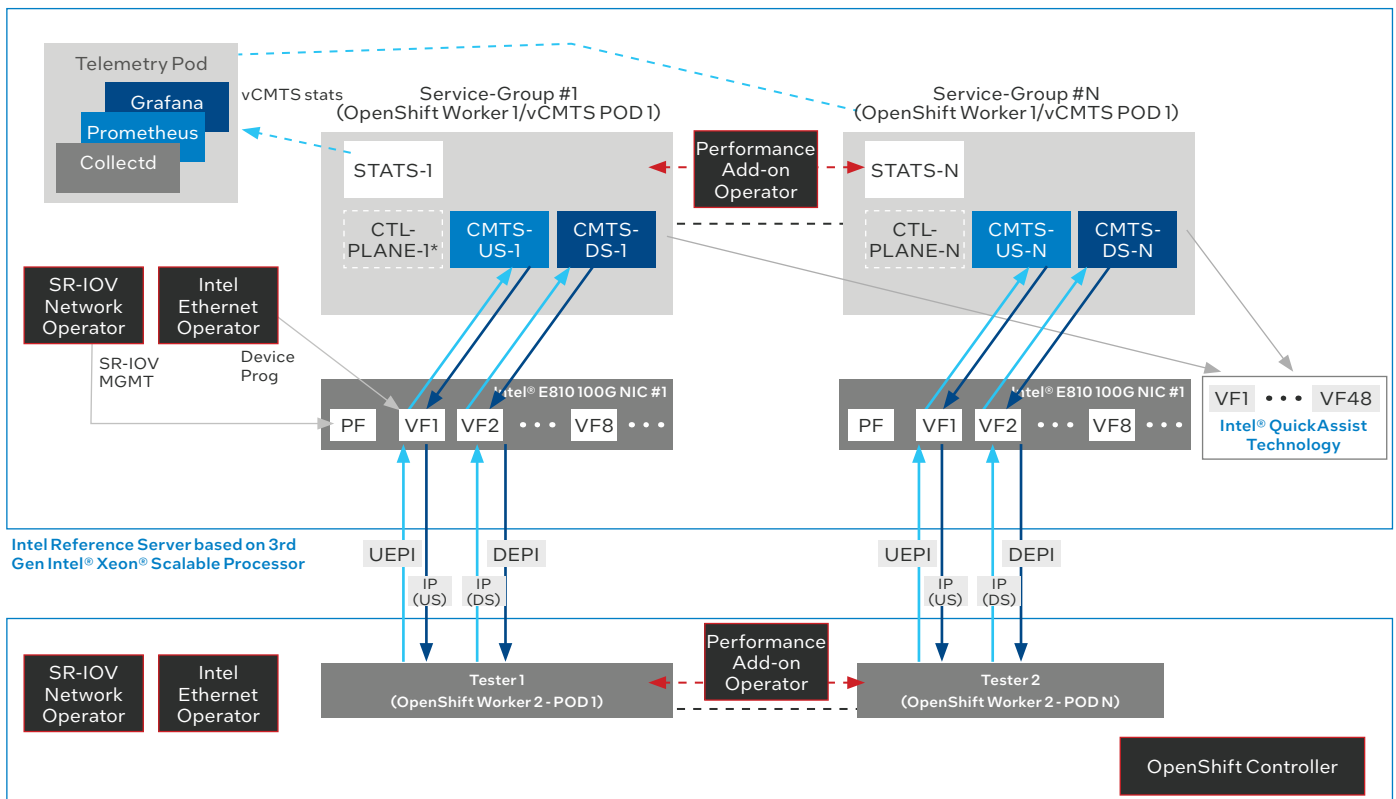 Telemetry Pod
Grafana
Prometheus
Collectd
vCMTS stats
Service-Group #1
(OpenShift Worker 1/vCMTS POD 1)
STATS-1
CTL-
PLANE-1*
CMTS-
US-1
CMTS-
DS-1
Performance
Add-on
Operator
Service-Group #N
(OpenShift Worker 1/vCMTS POD 1)
STATS-N
CTL-
PLANE-N
CMTS-
US-N
CMTS-
DS-N
SR-IOV
Network
Operator
Intel
Ethernet
Operator
SR-IOV
MGMT
Device
Prog
Intel® E810 100G NIC #1
PF
VF1
VF2
• • •
VF8
• • •
Intel® E810 100G NIC #1
PF
VF1
VF2
• • •
VF8
• • •
VF1 • • • VF48
Intel® QuickAssist
Technology
Intel Reference Server based on 3rd
Gen Intel® Xeon® Scalable Processor
UEPI
IP
(US)
IP
(DS)
DEPI
UEPI
IP
(US)
IP
(DS)
DEPI
SR-IOV
Network
Operator
Intel
Ethernet
Operator
Tester 1
(OpenShift Worker 2 - POD 1)
Performance
Add-on
Operator
Tester 2
(OpenShift Worker 2 - POD N)
OpenShift Controller